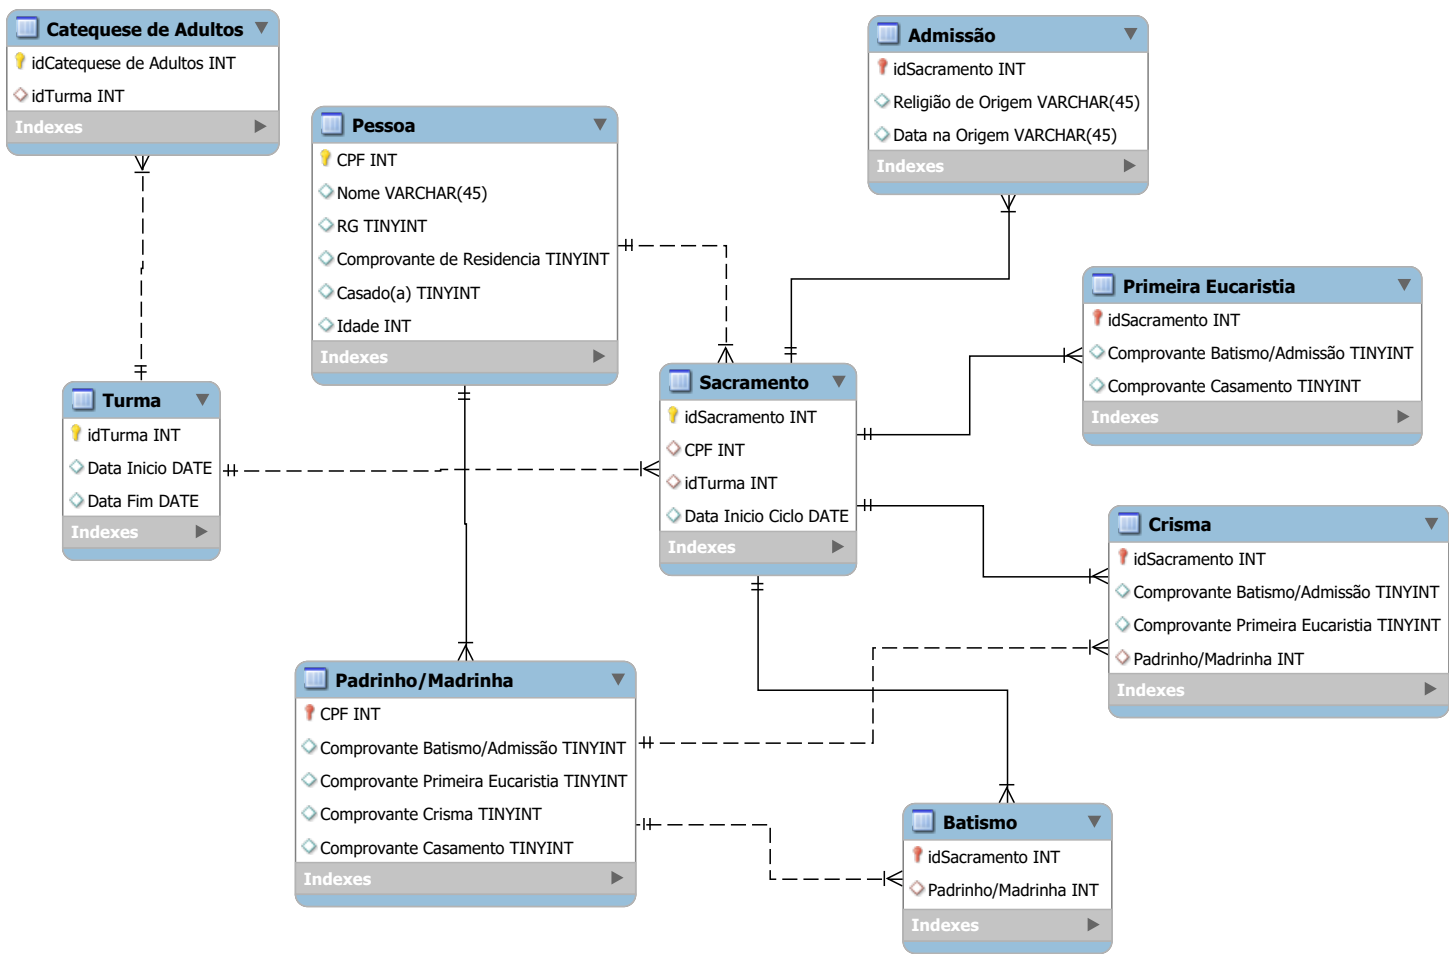 Catequese de Adultos
idCatequese de Adultos INT
idTurma INT
Indexes
Pessoa
CPF INT
Nome VARCHAR(45)
RG TINYINT
Comprovante de Residencia TINYINT
Casado(a) TINYINT
Idade INT
Indexes
Admissão
idSacramento INT
Religião de Origem VARCHAR(45)
Data na Origem VARCHAR(45)
Indexes
Primeira Eucaristia
idSacramento INT
Comprovante Batismo/Admissão TINYINT
Comprovante Casamento TINYINT
Indexes
Turma
idTurma INT
Data Inicio DATE
Data Fim DATE
Indexes
Sacramento
idSacramento INT
CPF INT
idTurma INT
Data Inicio Ciclo DATE
Indexes
Crisma
idSacramento INT
Comprovante Batismo/Admissão TINYINT
Comprovante Primeira Eucaristia TINYINT
Padrinho/Madrinha INT
Indexes
Padrinho/Madrinha
CPF INT
Comprovante Batismo/Admissão TINYINT
Comprovante Primeira Eucaristia TINYINT
Comprovante Crisma TINYINT
Comprovante Casamento TINYINT
Indexes
Batismo
idSacramento INT
Padrinho/Madrinha INT
Indexes